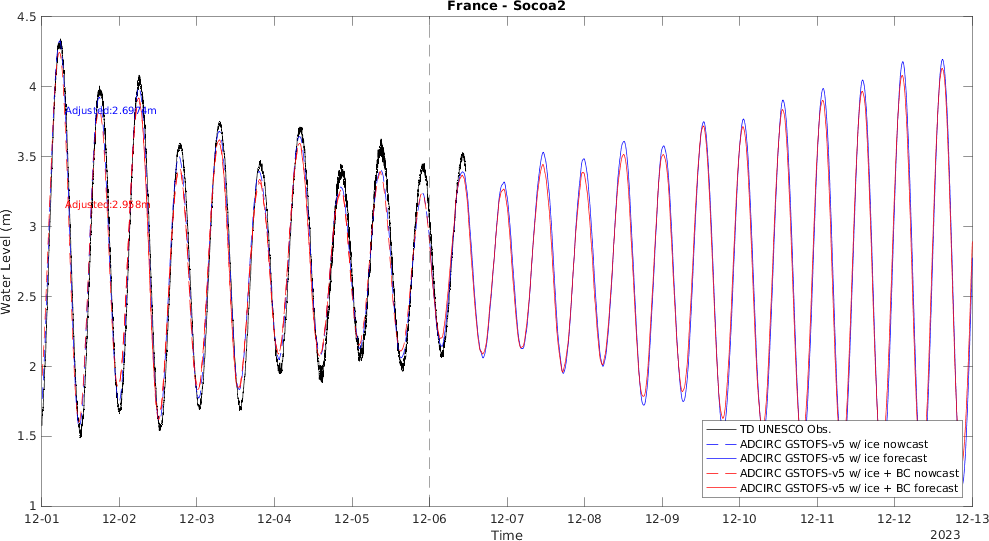 France - Socoa2
4.5
4
3.5
3
2.5
2
1.5
1
Water Level (m)
Adjusted:2.6974m
Adjusted:2.958m
TD UNESCO Obs.
ADCIRC GSTOFS-v5 w/ ice nowcast
ADCIRC GSTOFS-v5 w/ ice forecast
ADCIRC GSTOFS-v5 w/ ice + BC nowcast
ADCIRC GSTOFS-v5 w/ ice + BC forecast
12-01 12-02 12-03 12-04 12-05 12-06 12-07 12-08 12-09 12-10 12-11 12-12 12-13
Time
2023